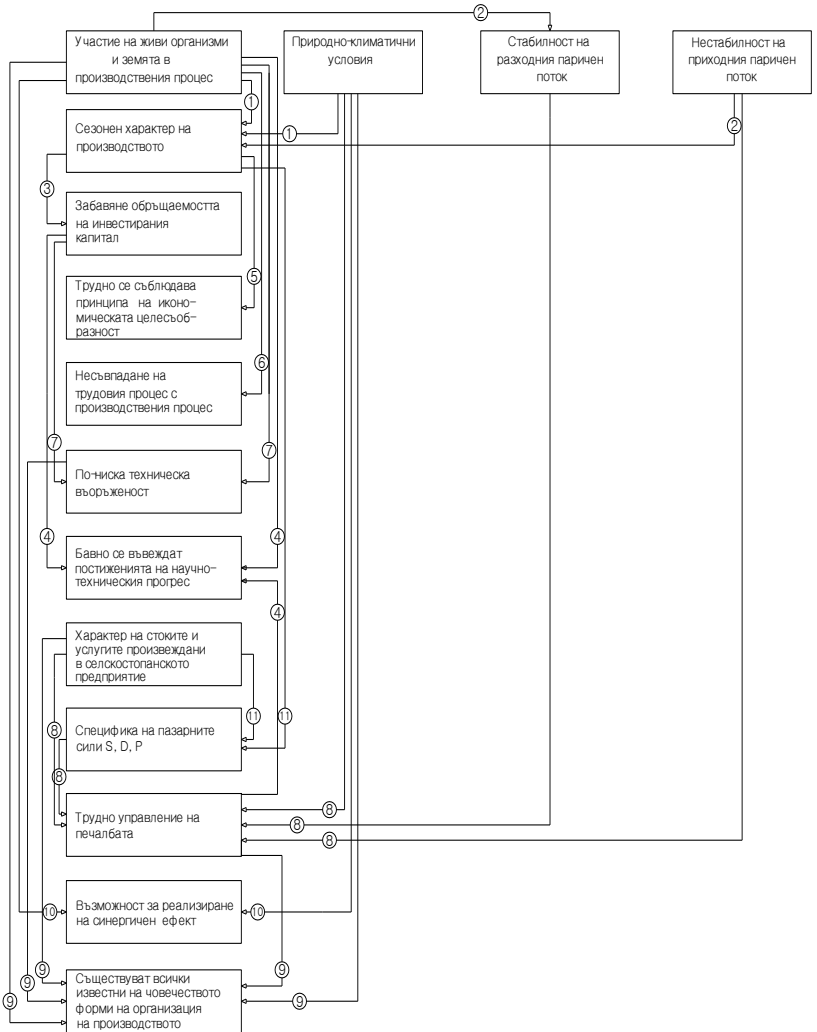 ②
Участие на живи организми
и земята в
производствения процес
Природно-климатични
условия
Стабилност на
разходния паричен
поток
Нестабилност на
приходния паричен
поток
①
①
②
Сезонен характер на
производството
③
Забавяне обръщаемостта
на инвестирания
капитал
⑤
Трудно се съблюдава
принципа на иконо-
мическата целесъоб-
разност
⑥
Несъвпадане на
трудовия процес с
производствения процес
⑦
⑦
По-ниска техническа
въоръженост
④
④
Бавно се въвеждат
постиженията на научно-
техническия прогрес
④
Характер на стоките и
услугите произвеждани
в селскостопанското
предприятие
⑧
⑪
⑪
Специфика на пазарните
сили S, D, P
⑧
⑧
⑧
⑧
Трудно управление на
печалбата
⑩
⑩
Възможност за реализиране
на синергичен ефект
⑨
⑨
⑨
⑨
⑨
Съществуват всички
известни на човечеството
форми на организация
на производството